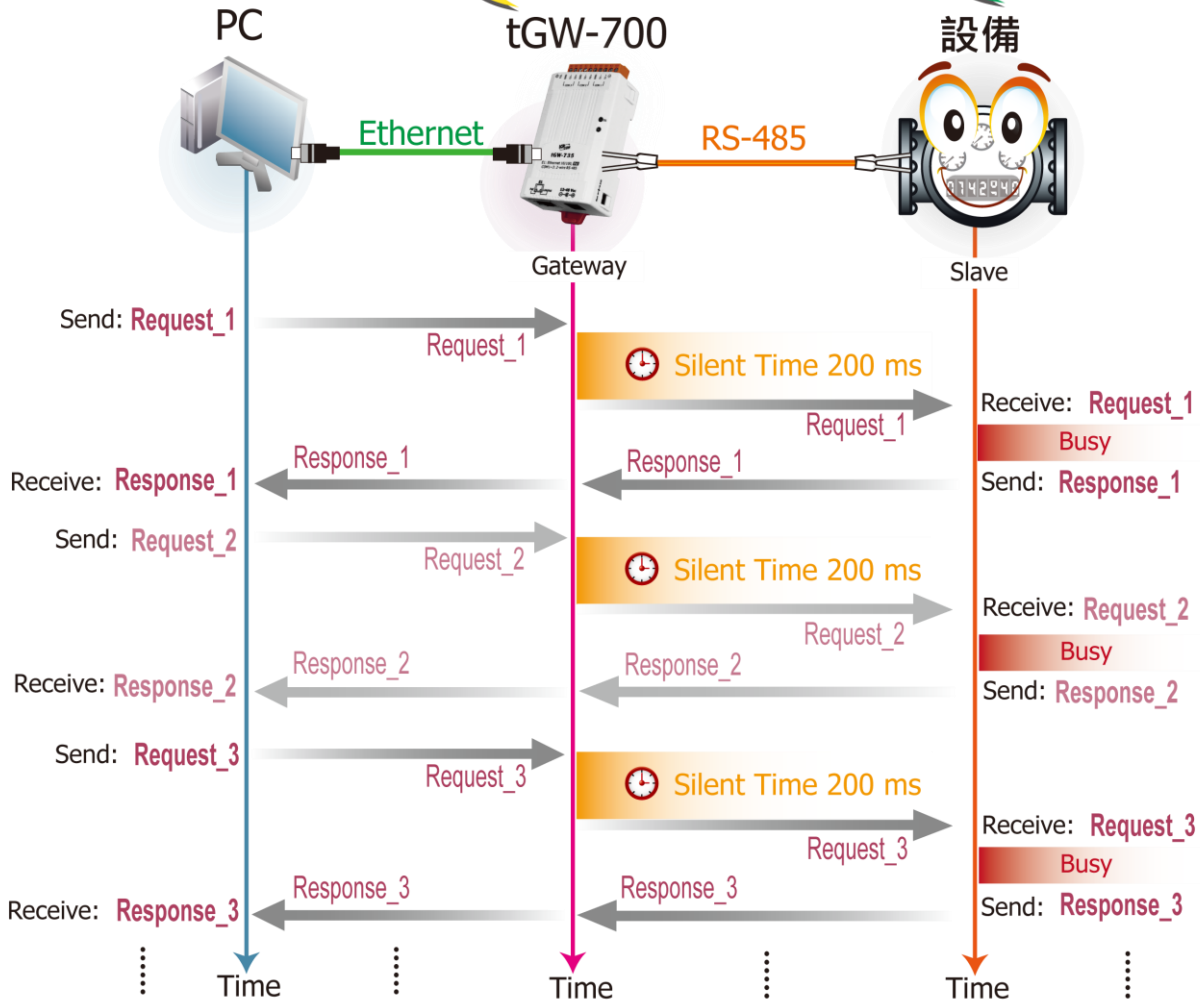 PC
tGW-700
設備
Ethernet
RS-485
tGW-735
Gateway
Slave
Send: Request_1
Request_1
Silent Time 200 ms
Request_1
Receive: Request_1
Busy
Receive: Response_1
Response_1
Response_1
Send: Response_1
Send: Request_2
Request_2
Silent Time 200 ms
Request_2
Receive: Request_2
Busy
Receive: Response_2
Response_2
Response_2
Send: Response_2
Send: Request_3
Request_3
Silent Time 200 ms
Request_3
Receive: Request_3
Busy
Receive: Response_3
Response_3
Response_3
Send: Response_3
Time
Time
Time